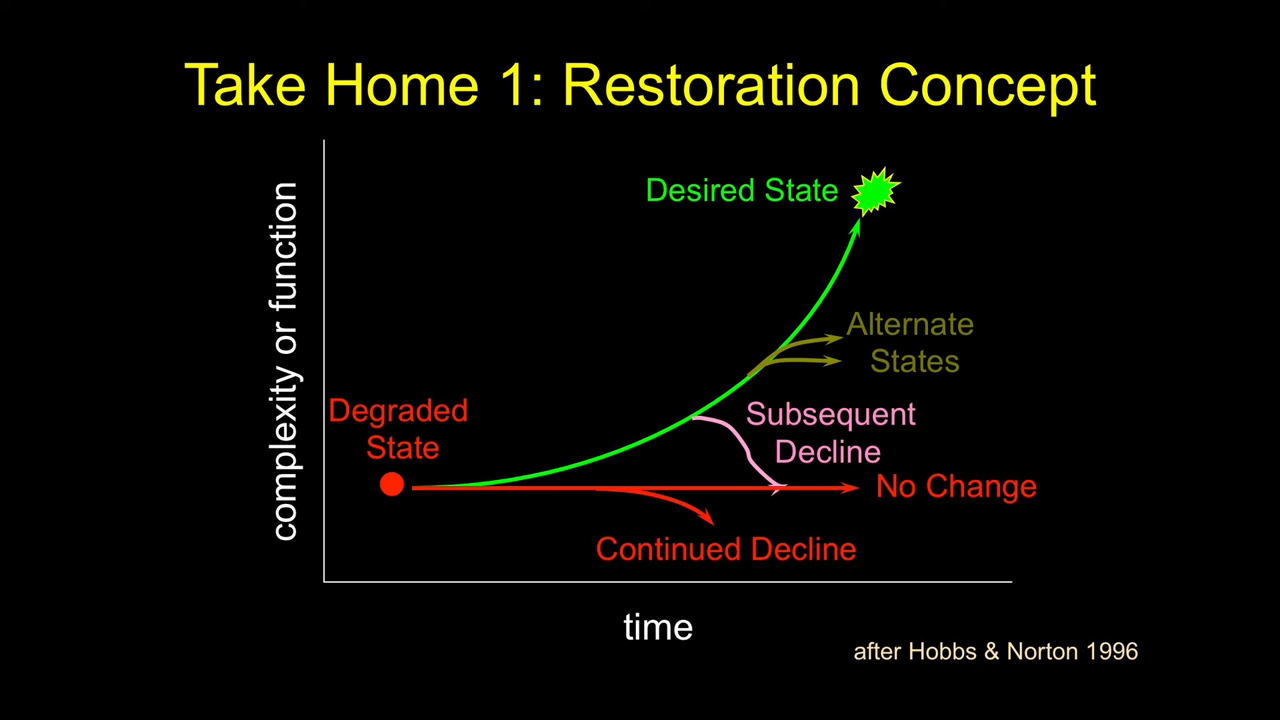 Take Home 1: Restoration Concept
complexity or function
Desired State
Alternate
States
Degraded
State
Subsequent
Decline
No Change
Continued Decline
time
after Hobbs & Norton 1996